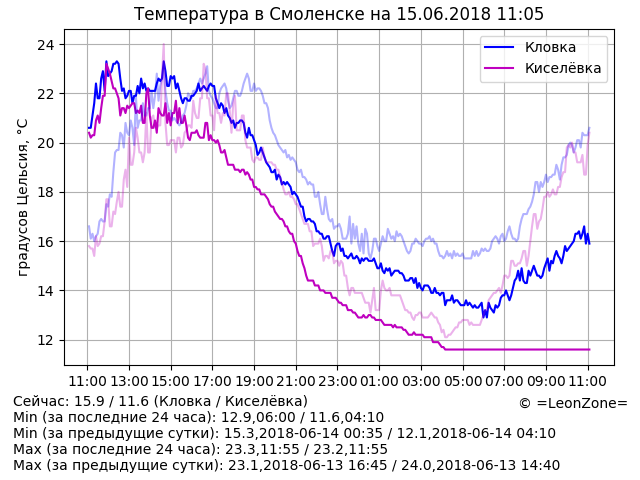 Температура в Смоленске на 15.06.2018 11:05
Кловка
Киселёвка
градусов Цельсия, °C
24
22
20
18
16
14
12
11:00 13:00 15:00 17:00 19:00 21:00 23:00 01:00 03:00 05:00 07:00 09:00 11:00
Сейчас: 15.9 / 11.6 (Кловка / Киселёвка)
© =LeonZone=
Min (за последние 24 часа): 12.9,06:00 / 11.6,04:10
Min (за предыдущие сутки): 15.3,2018-06-14 00:35 / 12.1,2018-06-14 04:10
Max (за последние 24 часа): 23.3,11:55 / 23.2,11:55
Max (за предыдущие сутки): 23.1,2018-06-13 16:45 / 24.0,2018-06-13 14:40